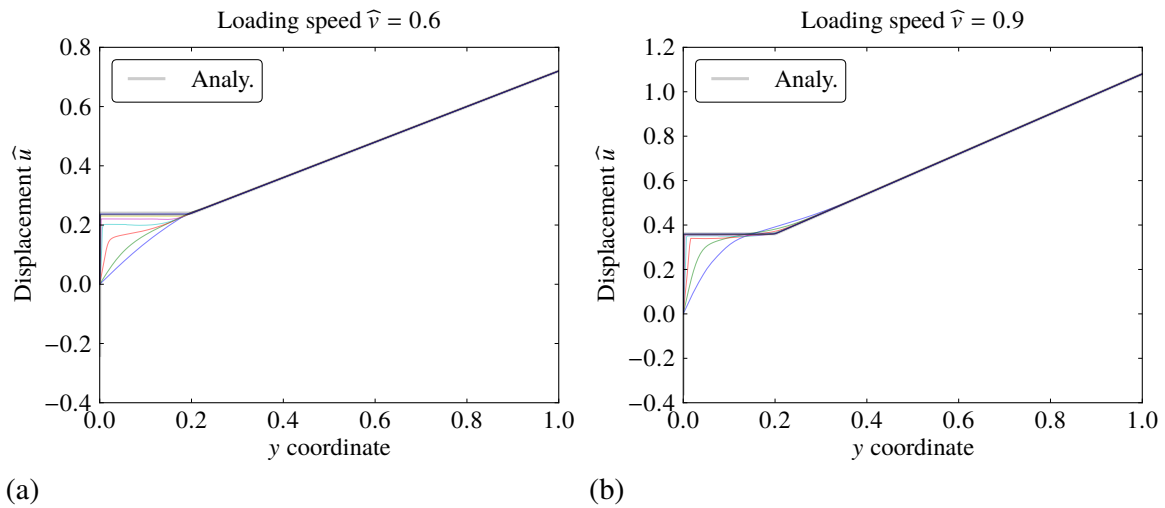 Loading speed v̂ = 0.6
0.8
0.6
0.4
0.2
0.0
−0.2
−0.4
0.0 0.2 0.4 0.6 0.8 1.0
Displacement û
y coordinate
Analy.
(a)
Loading speed v̂ = 0.9
1.2
1.0
0.8
0.6
0.4
0.2
0.0
−0.2
−0.4
0.0 0.2 0.4 0.6 0.8 1.0
Displacement û
y coordinate
Analy.
(b)